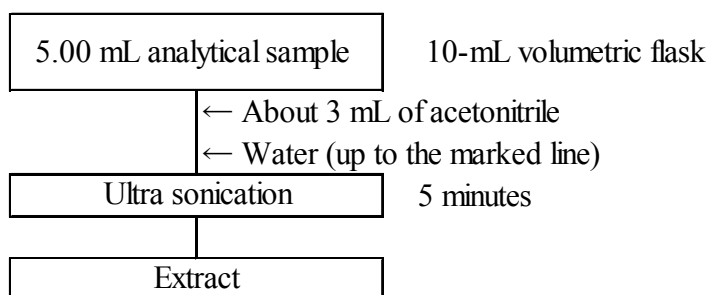 5.00 mL analytical sample 10-mL volumetric flask
← About 3 mL of acetonitrile
← Water (up to the marked line)
Ultra sonication 5 minutes
Extract